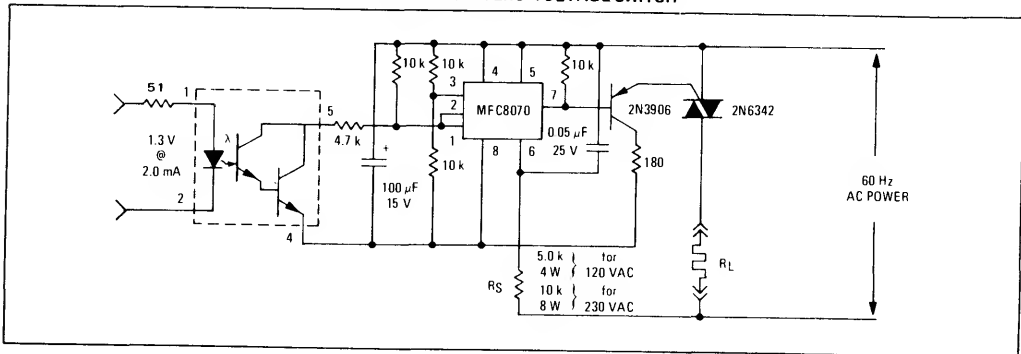 VOLTAGE SWITCH
51
1
1.3 V
@
2.0 mA
2
λ
5
4
4.7 k
10 k
10 k
10 k
+
100 µF
15 V
3
2
1
4
5
MFC8070
8
6
7
10 k
0.05 µF
25 V
2N3906
180
2N6342
RS
5.0 k
4 W
for
120 VAC
10 k
8 W
for
230 VAC
RL
60 Hz
AC POWER